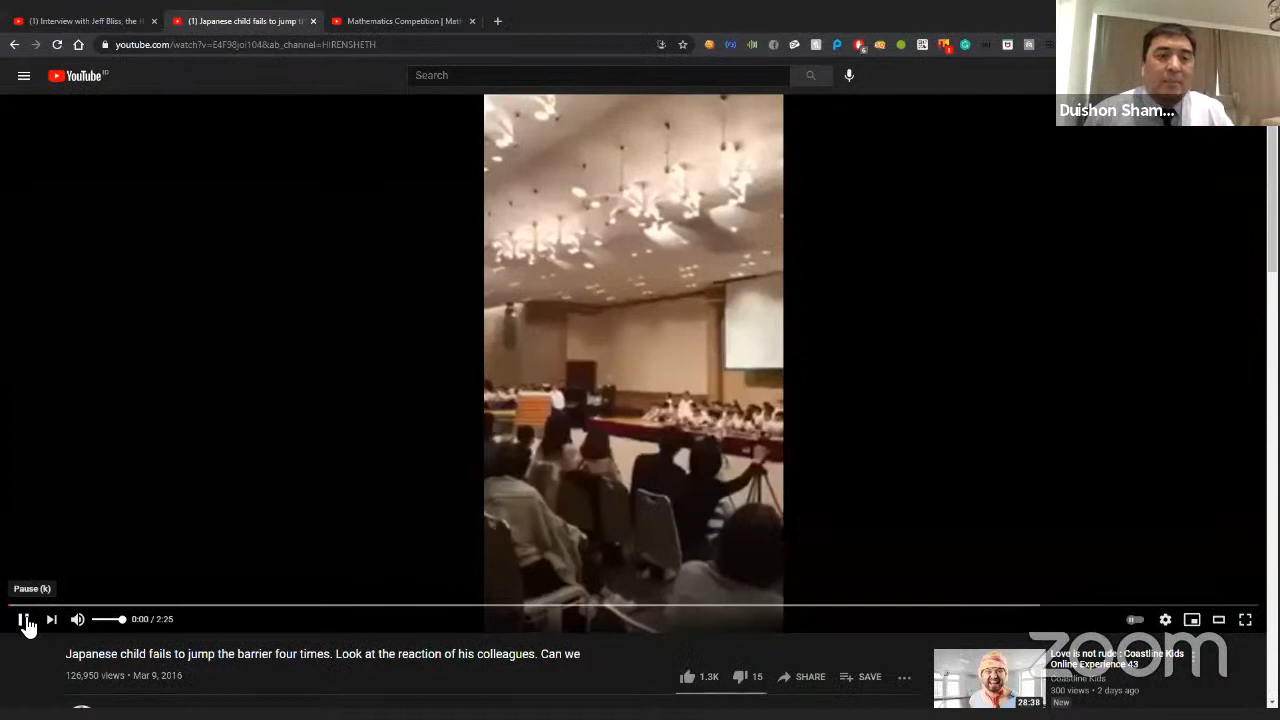 (1) Interview with Jeff Bliss, the H
(1) Japanese child fails to jump ti
Mathematics Competition | Mat
youtube.com/watch?v=E4F98joi104&ab_channel=HIRENSHETH
YouTube ID
Search
Duishon Sham...
Pause (k)
0:00 / 2:25
Japanese child fails to jump the barrier four times. Look at the reaction of his colleagues. Can we
126,950 views • Mar 9, 2016
1.3K
15
SHARE
SAVE
zoom
Love is not rude : Coastline Kids
Online Experience 43
Coastline Kids
300 views • 2 days ago
New
28:38